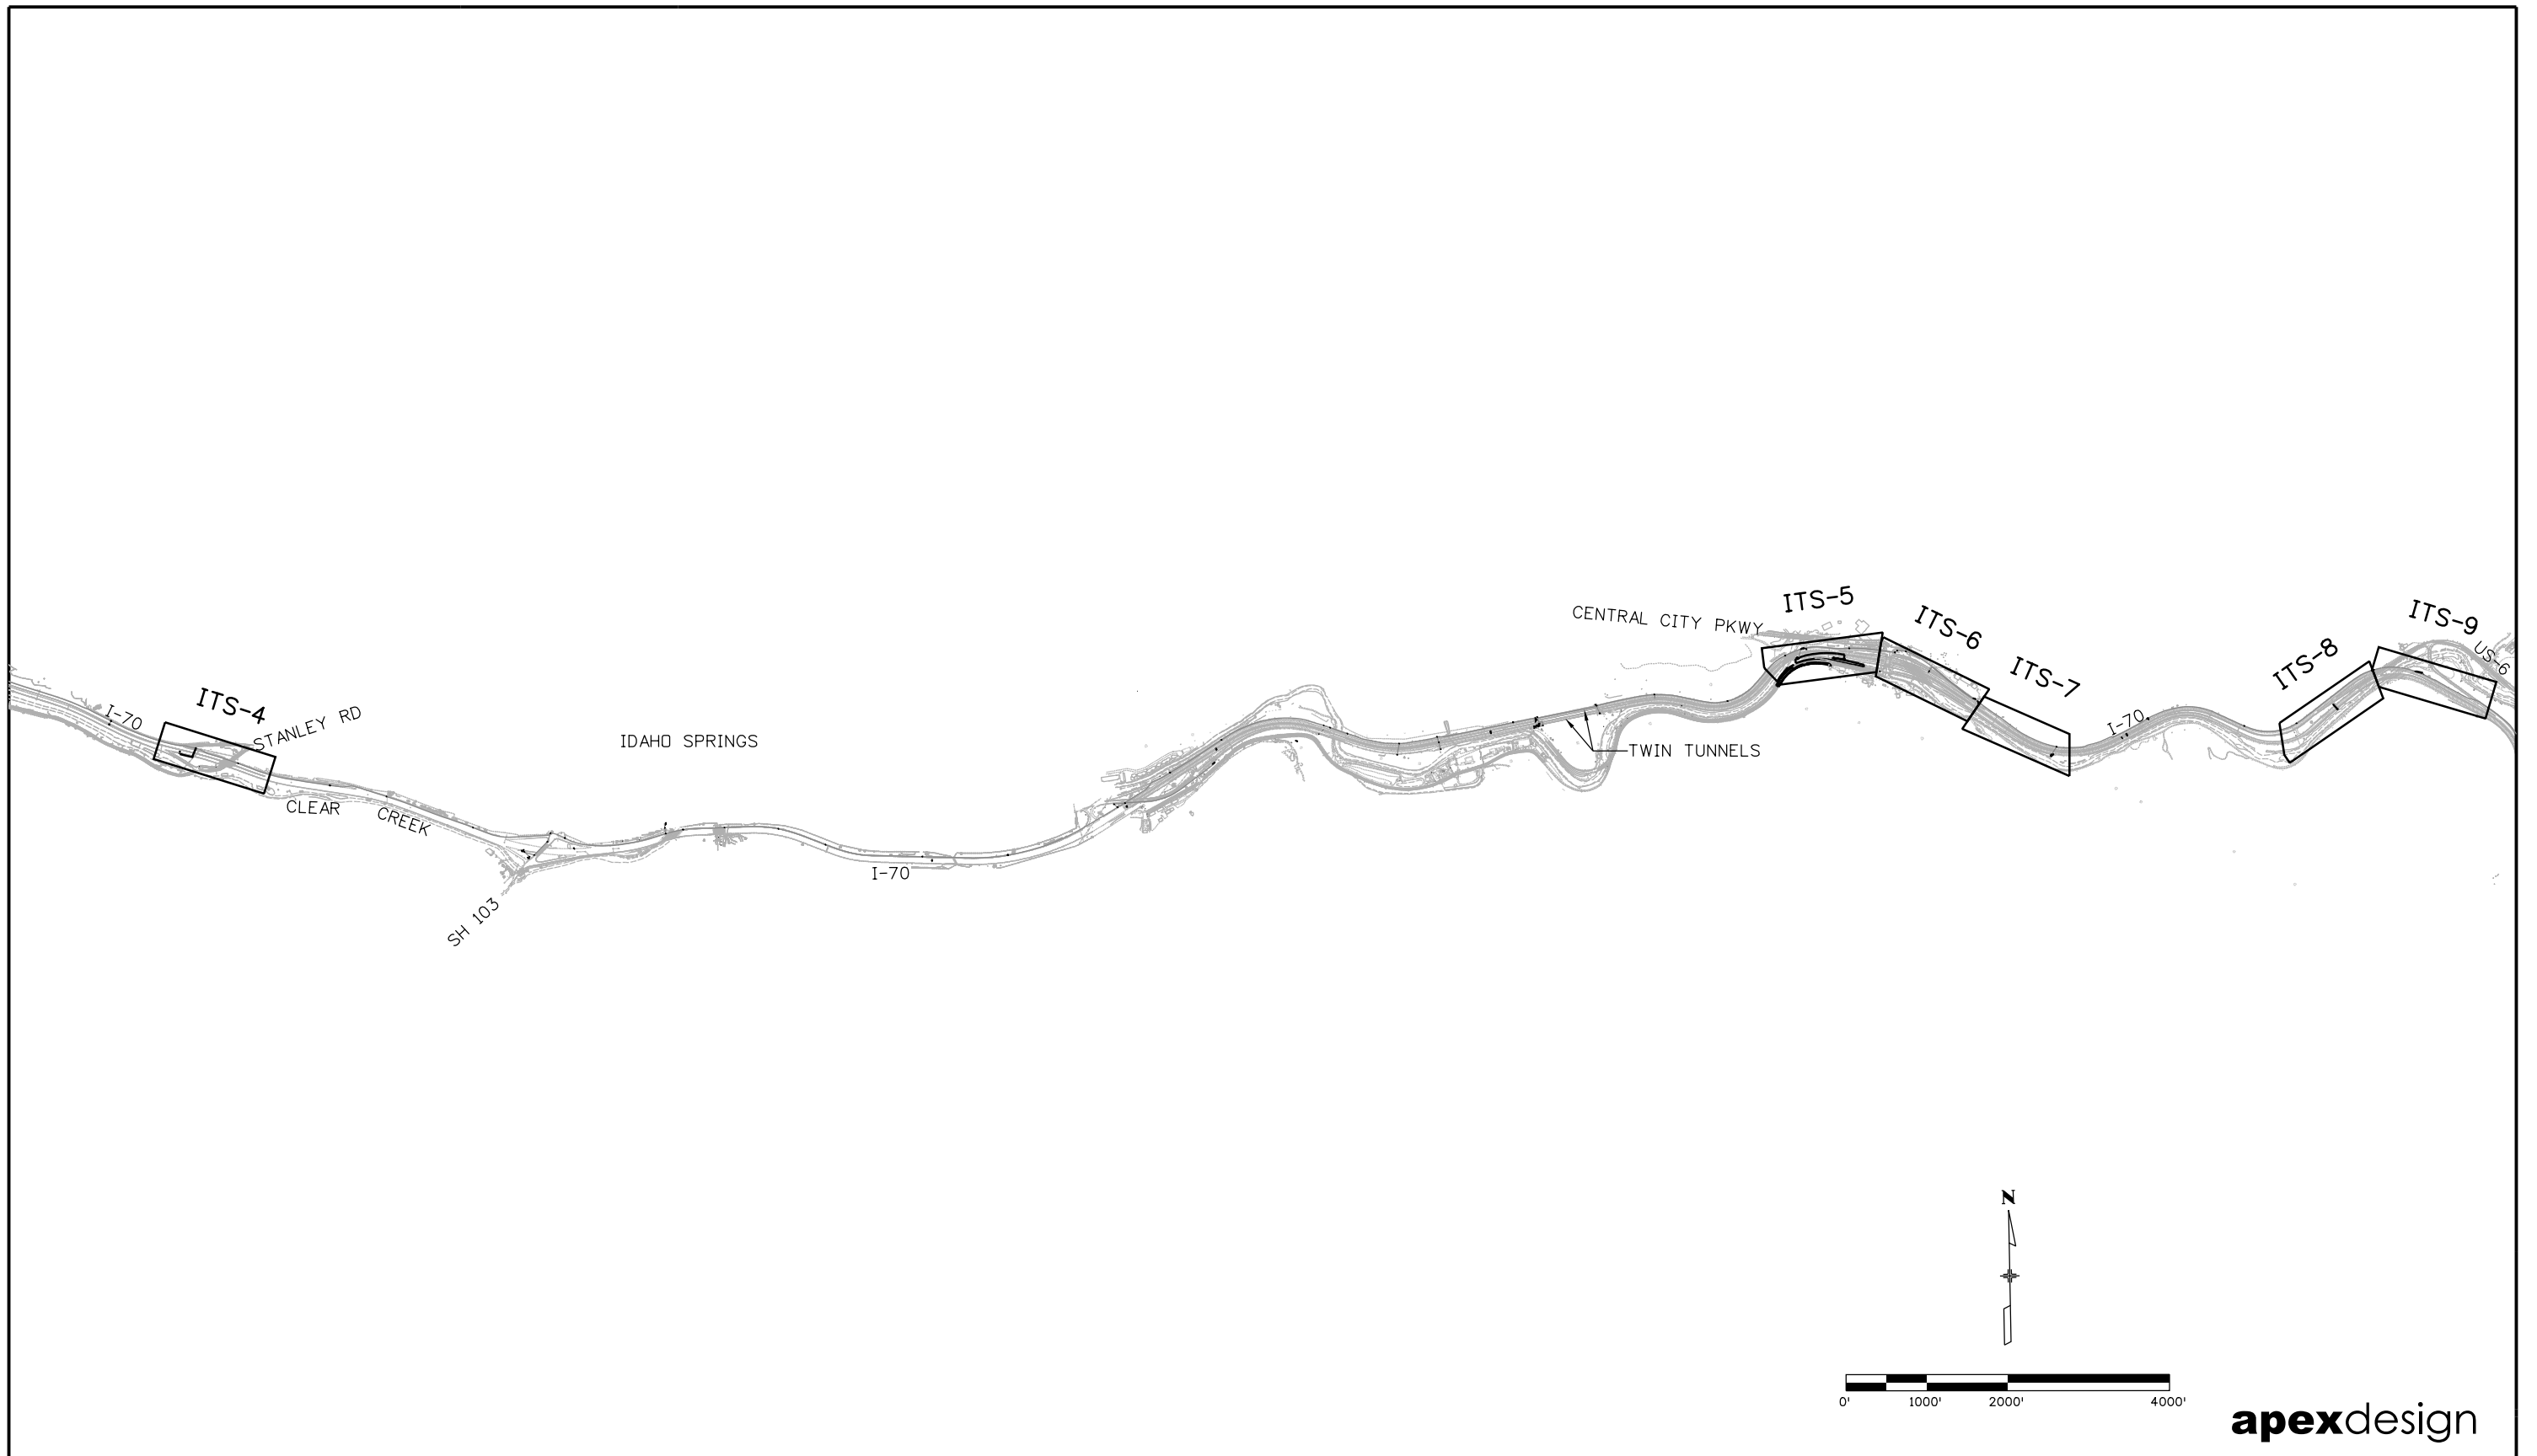 ITS-4
I-70
STANLEY RD
IDAHO SPRINGS
CLEAR CREEK
SH 103
I-70
TWIN TUNNELS
CENTRAL CITY PKWY
ITS-5
ITS-6
ITS-7
I-70
ITS-8
ITS-9
US-6
N
0' 1000' 2000' 4000'
apexdesign